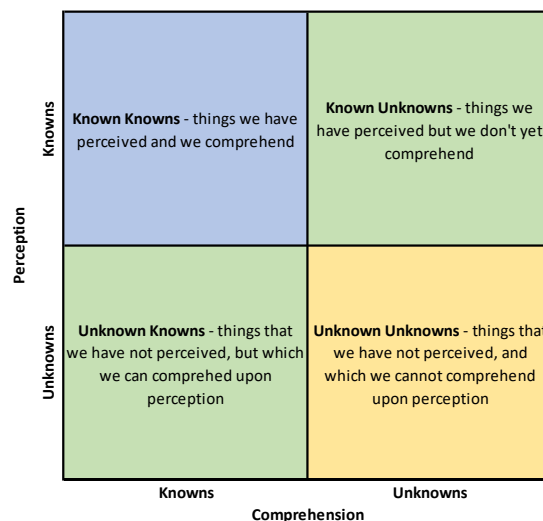 Known Knowns - things we have
perceived and we comprehend
Known Unknowns - things we
have perceived but we don't yet
comprehend
Unknown Knowns - things that
we have not perceived, but which
we can comprehed upon
perception
Unknown Unknowns - things that
we have not perceived, and
which we cannot comprehend
upon perception
Perception
Knowns
Unknowns
Knowns
Unknowns
Comprehension